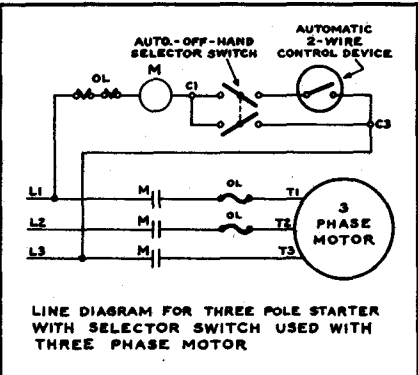 AUTOMATIC
AUTO.-OFF-HAND 2-WIRE
SELECTOR SWITCH CONTROL DEVICE
OL M C1
C3
L1 M OL T1
L2 M OL T2
L3 M T3
3
PHASE
MOTOR
LINE DIAGRAM FOR THREE POLE STARTER
WITH SELECTOR SWITCH USED WITH
THREE PHASE MOTOR